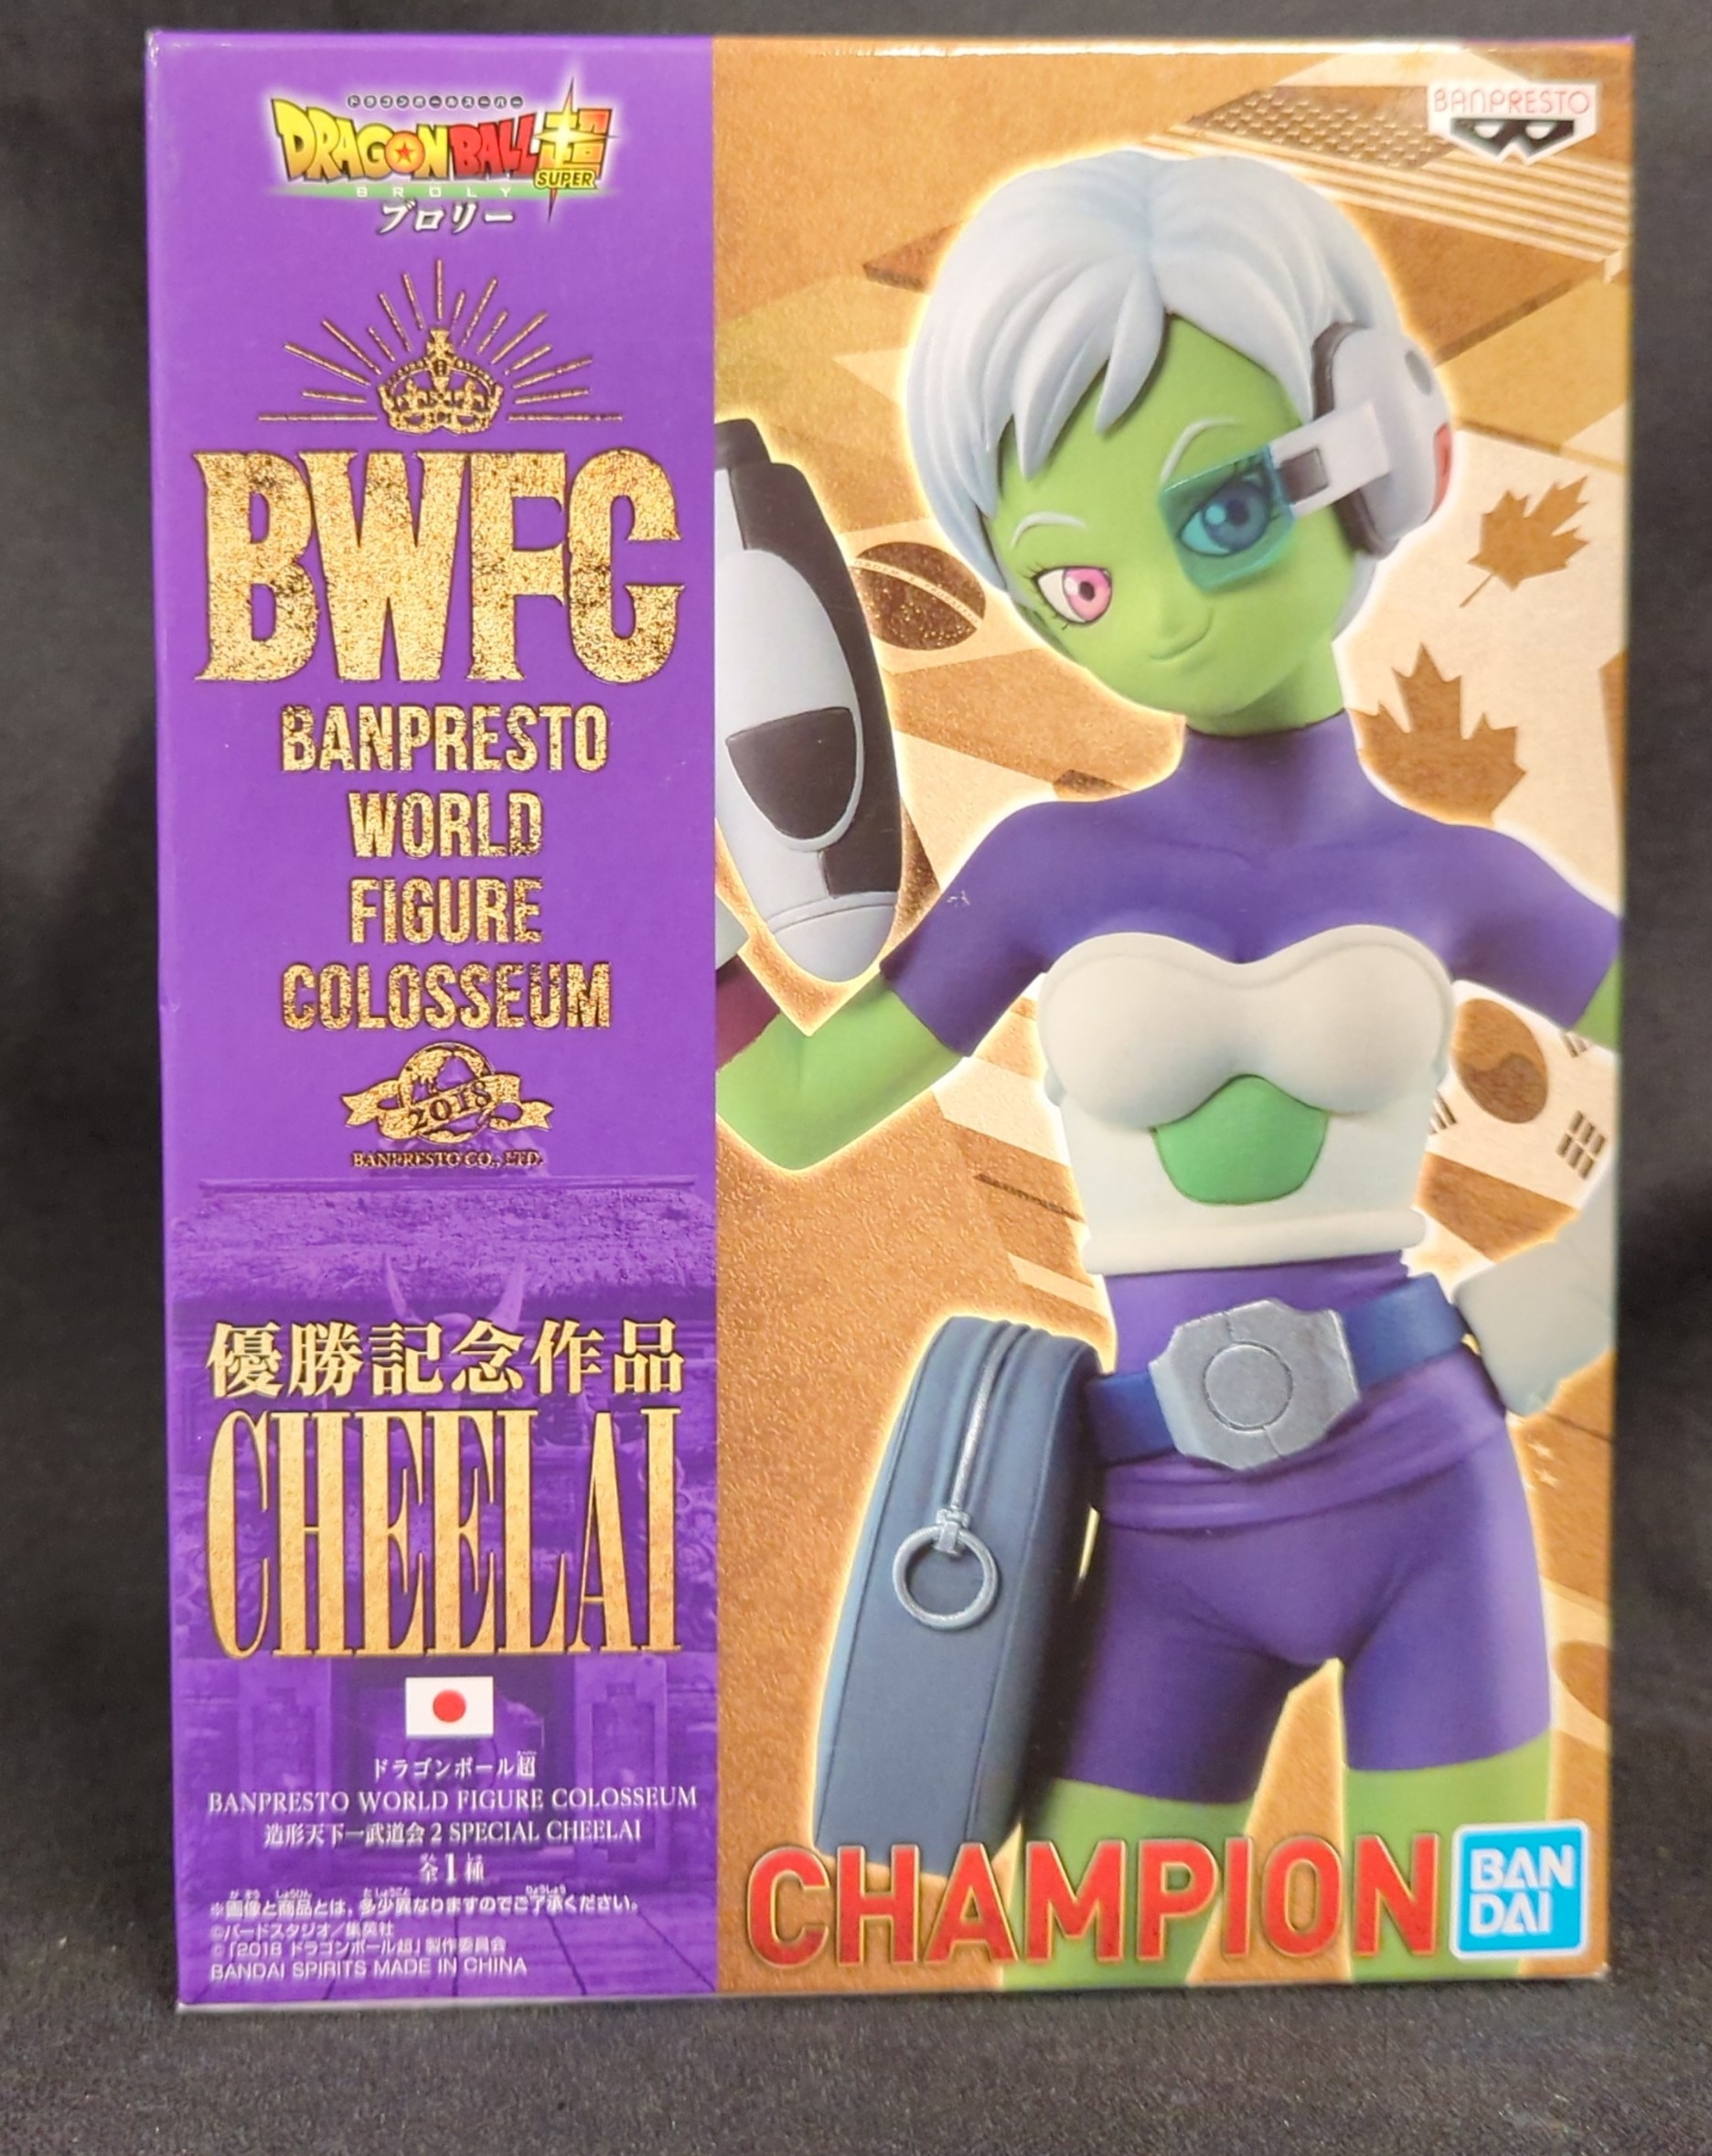 ドラゴンボールスーパー
DRAGON BALL 超
SUPER
BROLY
ブロリー
BWFC
BANPRESTO
WORLD
FIGURE
COLOSSEUM
2018
BANPRESTO CO., LTD.
優勝記念作品
CHEELAI
ドラゴンボール超
BANPRESTO WORLD FIGURE COLOSSEUM
造形天下一武道会2 SPECIAL CHEELAI
全1種
※画像と商品とは、多少異なりますのでご了承ください。
©バードスタジオ／集英社
©「2018 ドラゴンボール超」製作委員会
BANDAI SPIRITS MADE IN CHINA
BANPRESTO
CHAMPION
BAN
DAI